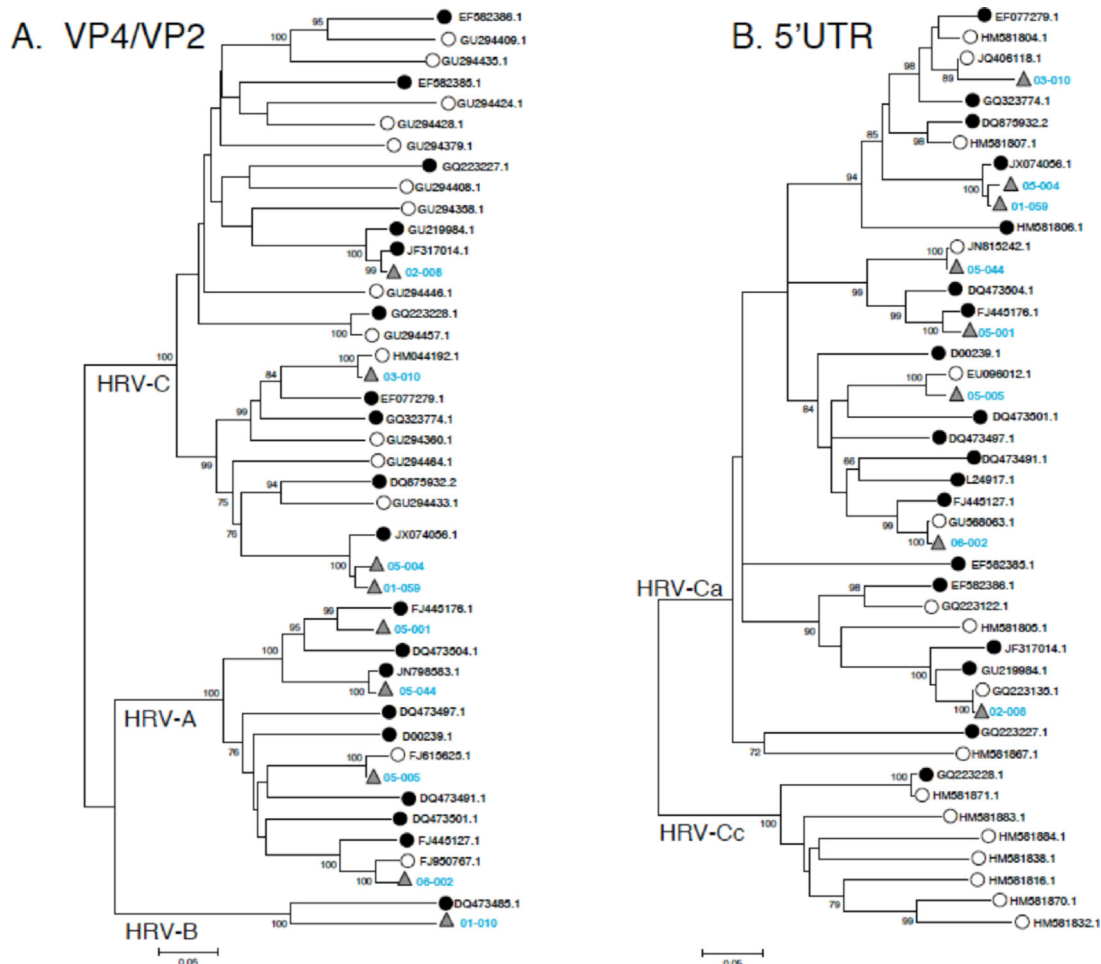 A. VP4/VP2
100
95
EF582386.1
GU294409.1
GU294435.1
EF582385.1
GU294424.1
GU294428.1
GU294379.1
GQ223227.1
GU294408.1
GU294358.1
GU219984.1
100
JF317014.1
99
02-008
GU294446.1
GQ223228.1
100
GU294457.1
100
HRV-C
HM044192.1
100
03-010
84
EF077279.1
99
GQ323774.1
GU294360.1
99
GU294464.1
75
DQ875932.2
94
GU294433.1
76
JX074056.1
05-004
100
01-059
FJ445176.1
99
05-001
95
DQ473504.1
JN798583.1
100
05-044
100
HRV-A
DQ473497.1
76
D00239.1
FJ615625.1
100
05-005
DQ473491.1
DQ473501.1
FJ445127.1
FJ950767.1
100
100
06-002
DQ473485.1
100
01-010
HRV-B
0.05
B. 5'UTR
EF077279.1
HM581804.1
JQ406118.1
98
89
03-010
GQ323774.1
DQ875932.2
85
98
HM581807.1
JX074056.1
94
100
05-004
01-059
HM581806.1
JN815242.1
100
05-044
99
DQ473504.1
99
FJ445176.1
100
05-001
D00239.1
EU096012.1
100
05-005
84
DQ473501.1
DQ473497.1
66
DQ473491.1
L24917.1
FJ445127.1
99
GU568063.1
100
06-002
EF582385.1
HRV-Ca
98
EF582386.1
GQ223122.1
90
HM581805.1
JF317014.1
100
GU219984.1
GQ223135.1
100
02-008
GQ223227.1
72
HM581867.1
100
GQ223228.1
HM581871.1
HRV-Cc
100
HM581883.1
HM581884.1
HM581838.1
HM581816.1
79
HM581870.1
99
HM581832.1
0.05